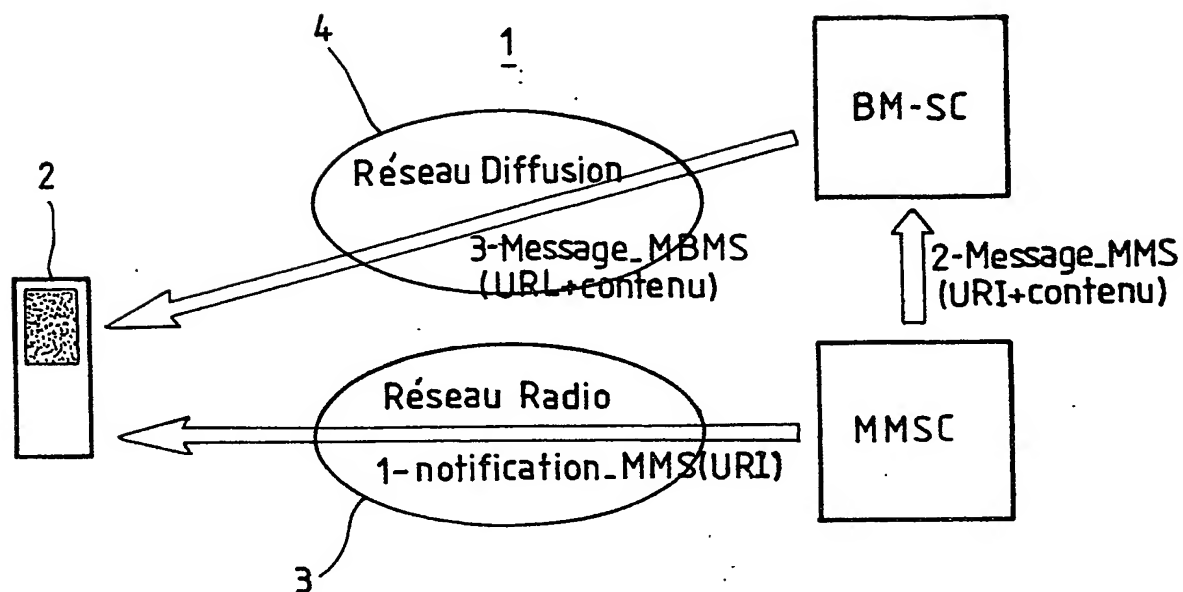 4
1
BM-SC
Réseau Diffusion
2
3-Message_MBMS
(URL+contenu)
2-Message_MMS
(URI+contenu)
Réseau Radio
MMSC
1-notification_MMS(URI)
3